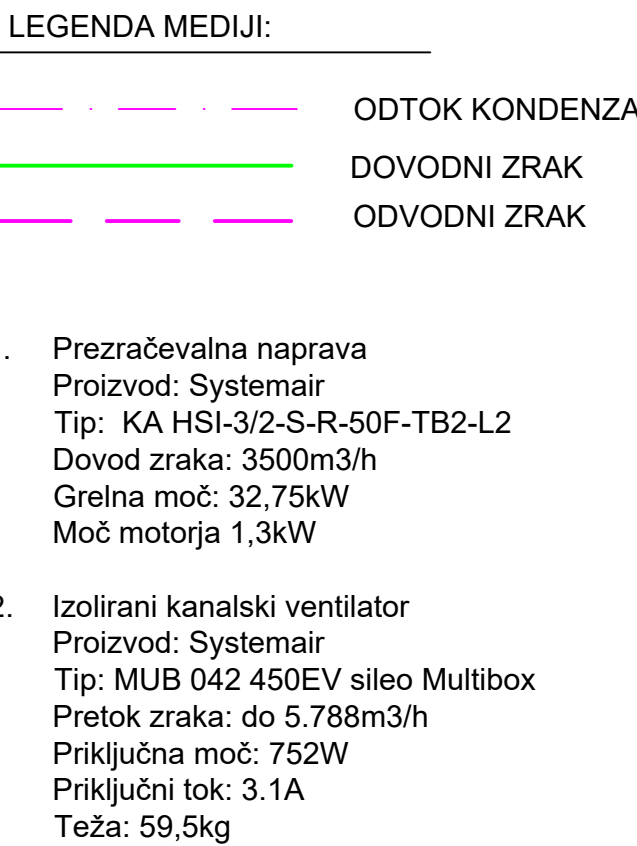 LEGENDA MEDIJI:
ODTOK KONDENZA
DOVODNI ZRAK
ODVODNI ZRAK
. Prezračevalna naprava
Proizvod: Systemair
Tip: KA HSI-3/2-S-R-50F-TB2-L2
Dovod zraka: 3500m3/h
Grelna moč: 32,75kW
Moč motorja 1,3kW
2. Izolirani kanalski ventilator
Proizvod: Systemair
Tip: MUB 042 450EV sileo Multibox
Pretok zraka: do 5.788m3/h
Priključna moč: 752W
Priključni tok: 3.1A
Teža: 59,5kg